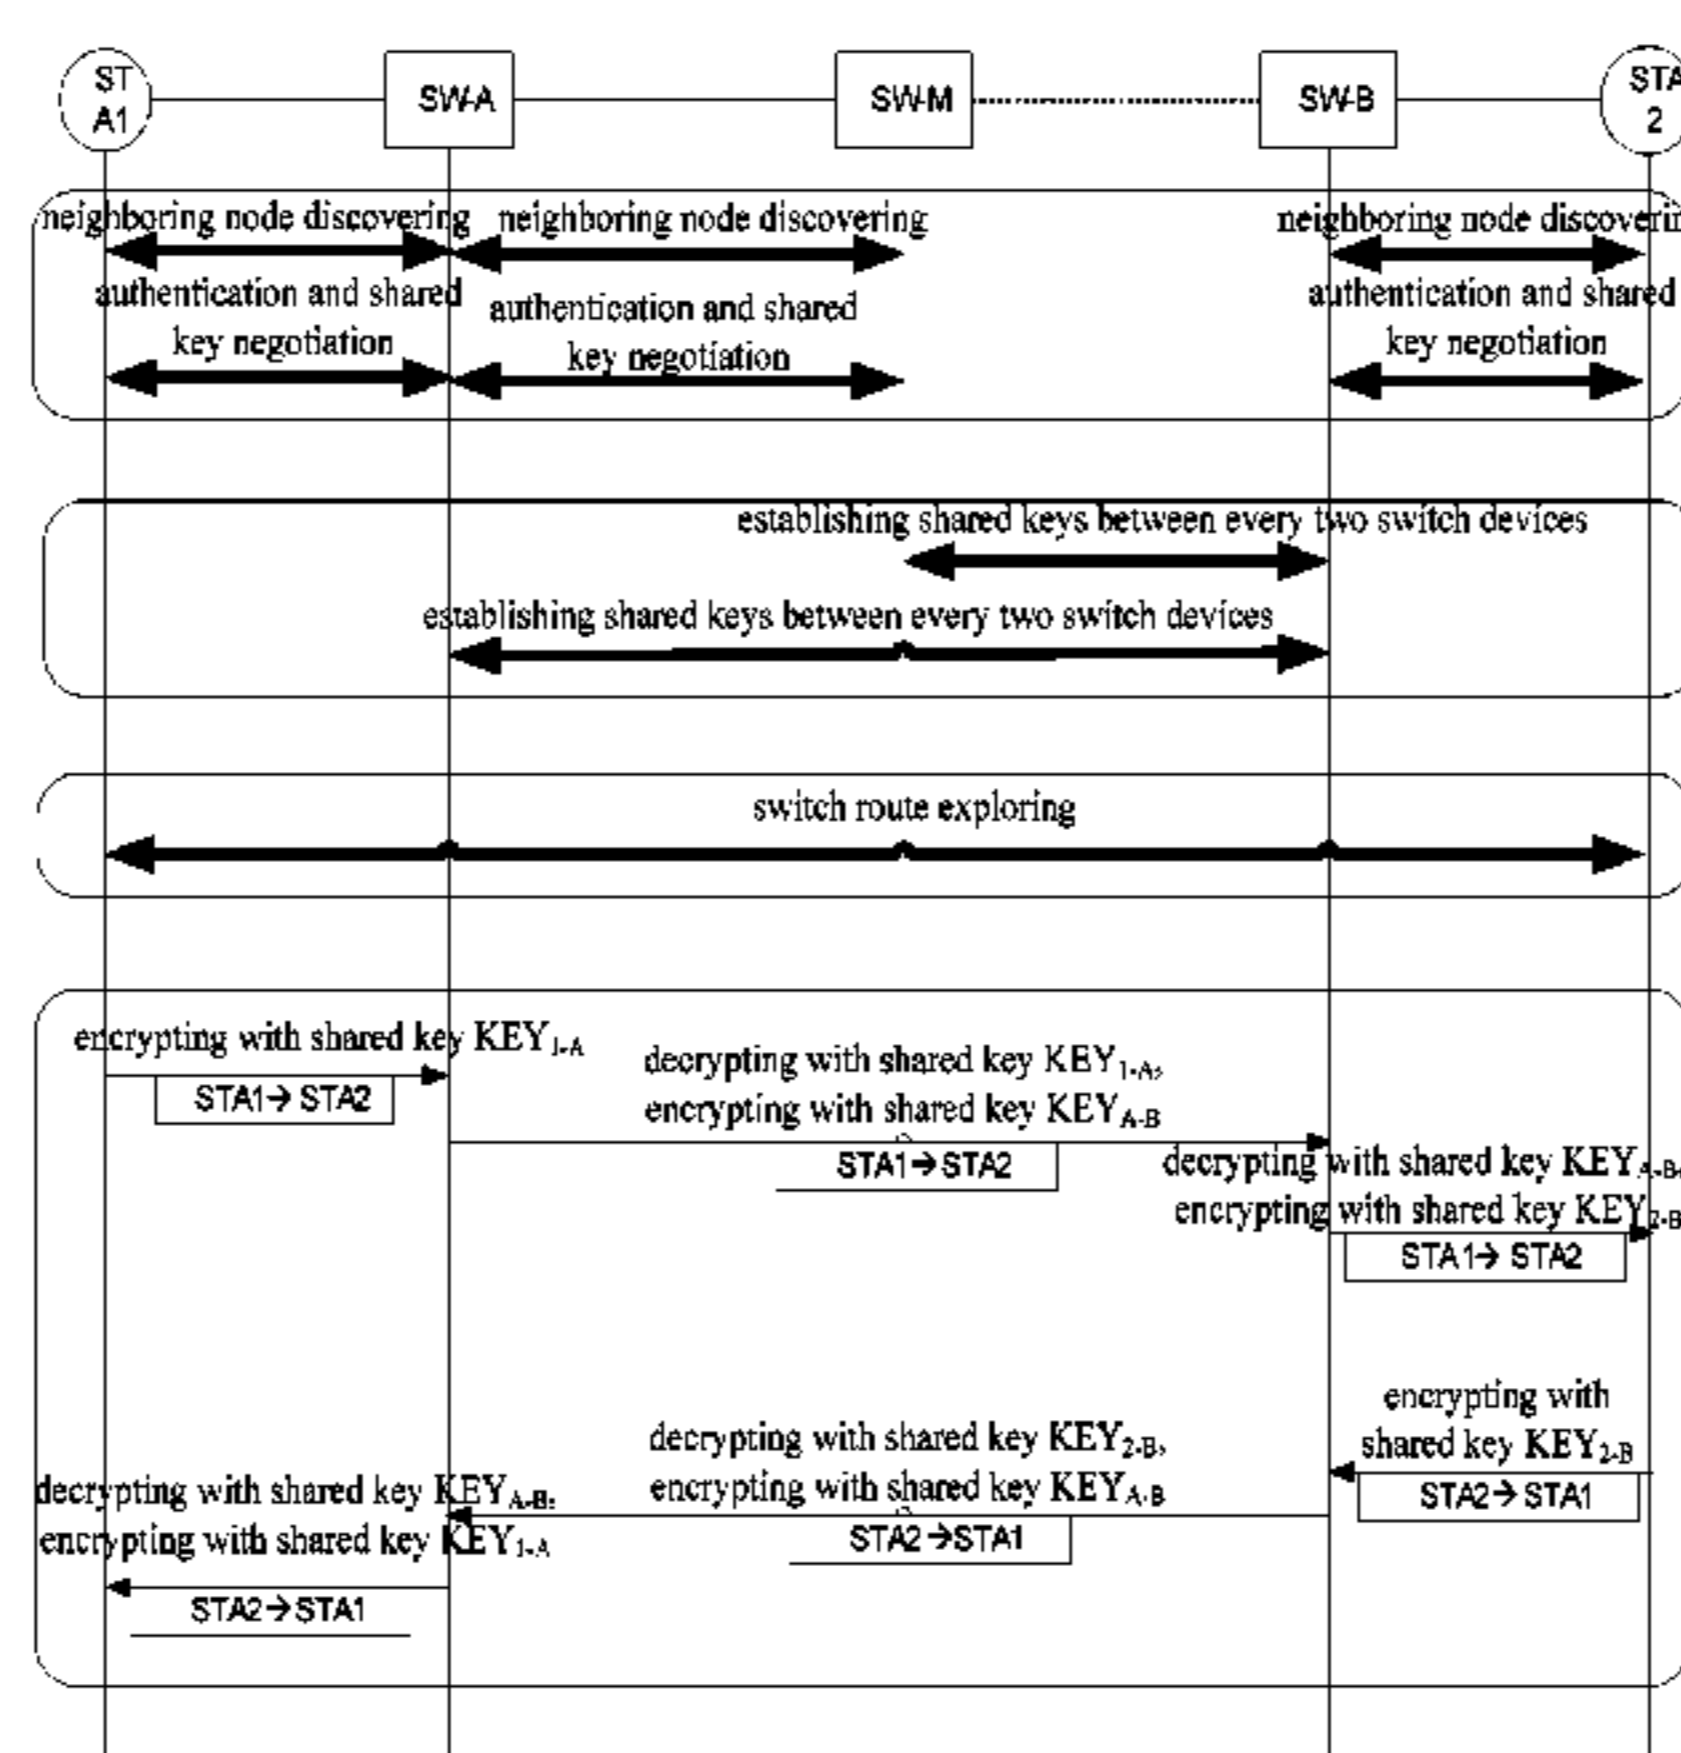 ST
A1
SW-A
SW-M
SW-B
STA
2
neighboring node discovering
neighboring node discovering
neighboring node discoverin
authentication and shared
key negotiation
authentication and shared
key negotiation
authentication and shared
key negotiation
establishing shared keys between every two switch devices
establishing shared keys between every two switch devices
switch route exploring
encrypting with shared key KEY1-A
STA1→ STA2
decrypting with shared key KEY1-A,
encrypting with shared key KEYA-B
STA1→STA2
decrypting with shared key KEYA-B,
encrypting with shared key KEY2-B
STA1→ STA2
encrypting with
shared key KEY2-B
STA2→STA1
decrypting with shared key KEY2-B,
encrypting with shared key KEYA-B
STA2→STA1
decrypting with shared key KEYA-B,
encrypting with shared key KEY1-A
STA2→STA1